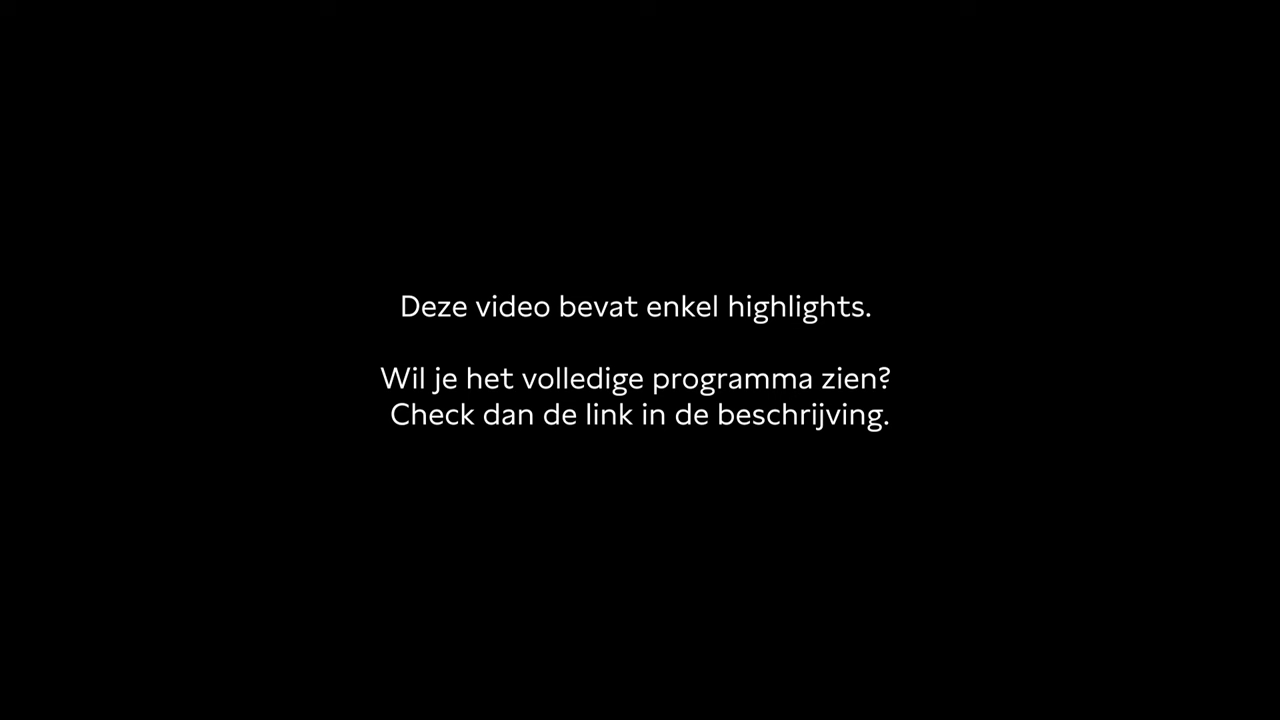 Deze video bevat enkel highlights.
Wil je het volledige programma zien?
Check dan de link in de beschrijving.